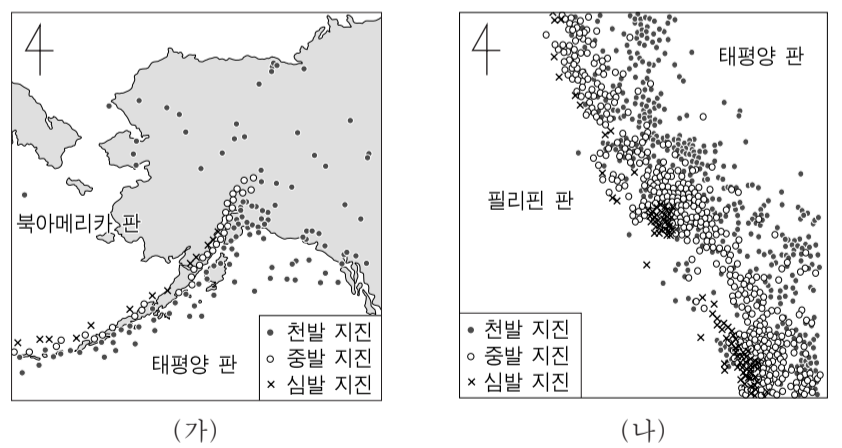 북아메리카 판
태평양 판
● 천발 지진
○ 중발 지진
× 심발 지진
(가)
태평양 판
필리핀 판
● 천발 지진
○ 중발 지진
× 심발 지진
(나)